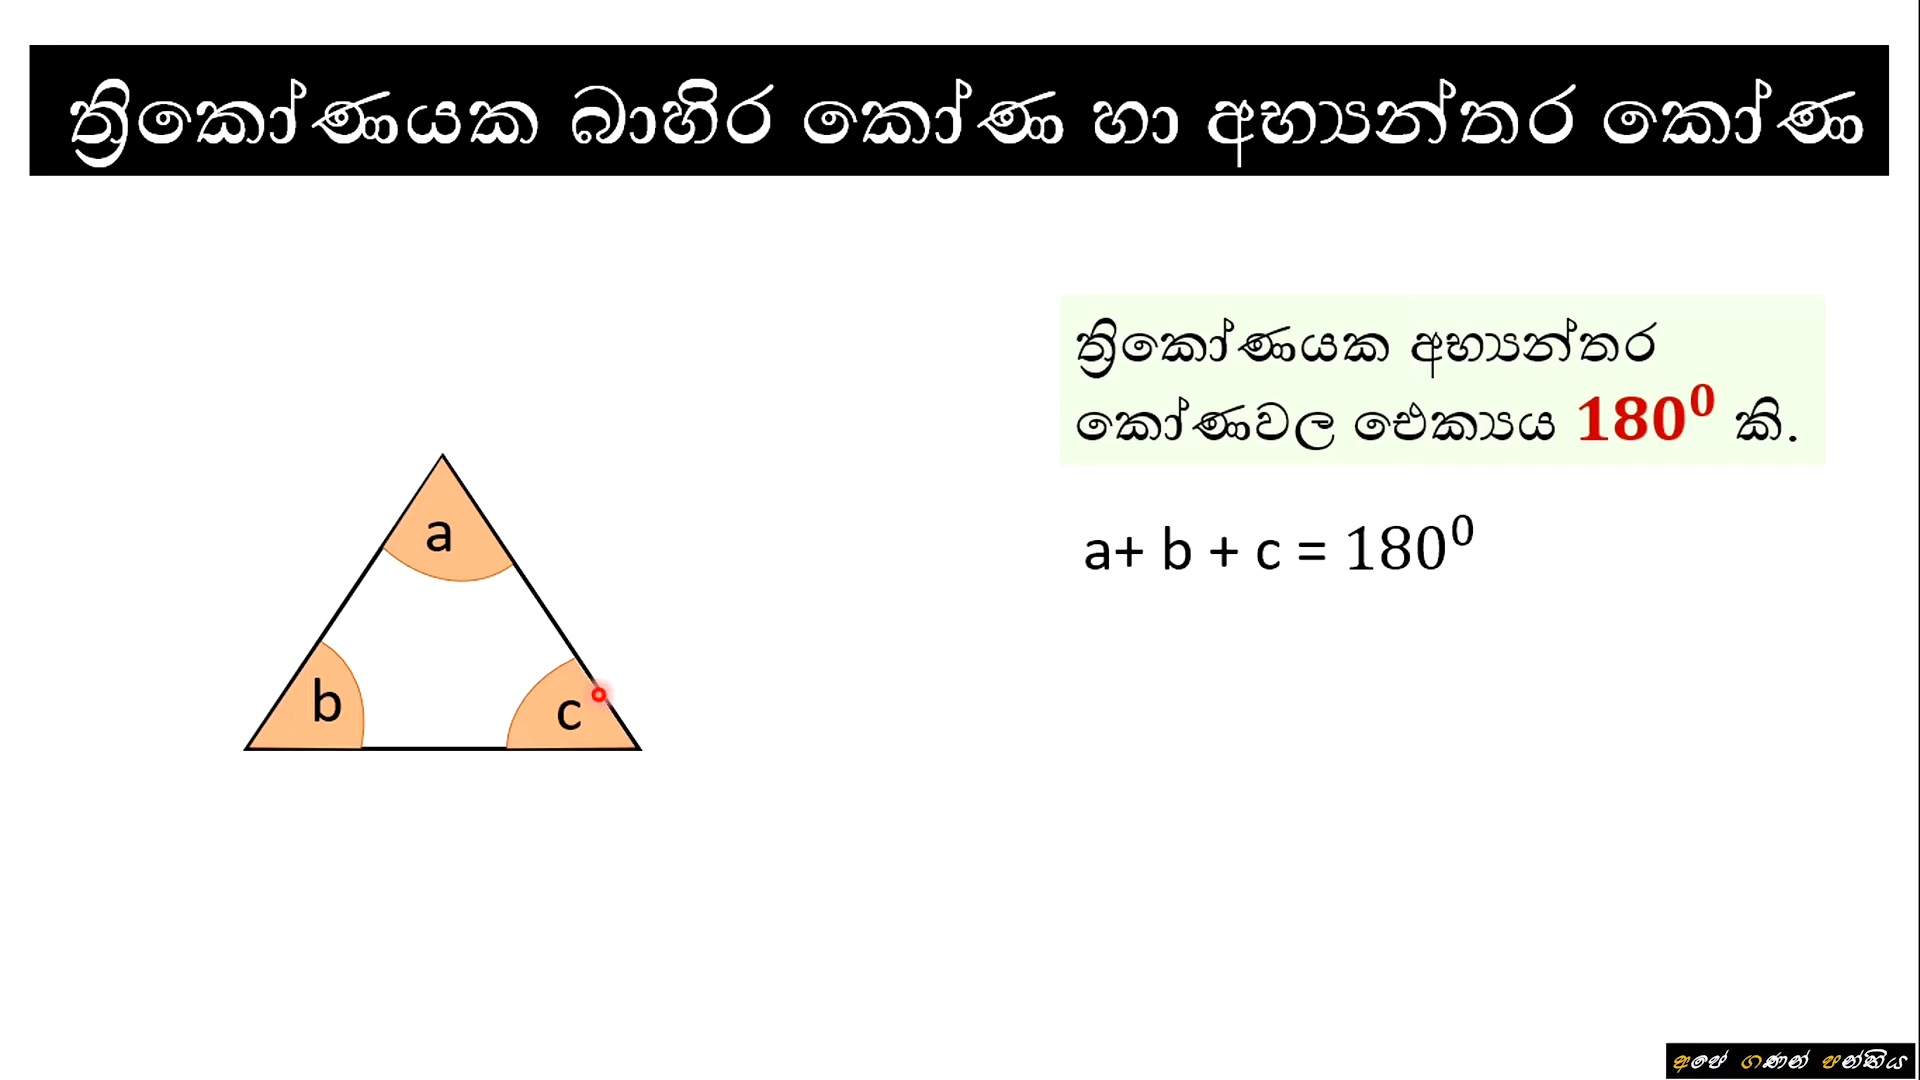 ත්‍රිකෝණයක බාහිර කෝණ හා අභ්‍යන්තර කෝණ
ත්‍රිකෝණයක අභ්‍යන්තර
කෝණවල ඓක්‍යය 180⁰ කි.
a+ b + c = 180⁰
a
b
c
අපේ ගණන් පන්තිය